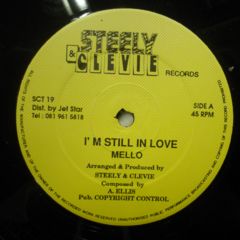 STEELY
& CLEVIE
RECORDS
SCT 19
Dist. by Jet Star
Tel : 081 961 5818
SIDE A
45 RPM
I' M STILL IN LOVE
MELLO
Arranged & Produced by
STEELY & CLEVIE
Composed by
A. ELLIS
Pub. COPYRIGHT CONTROL